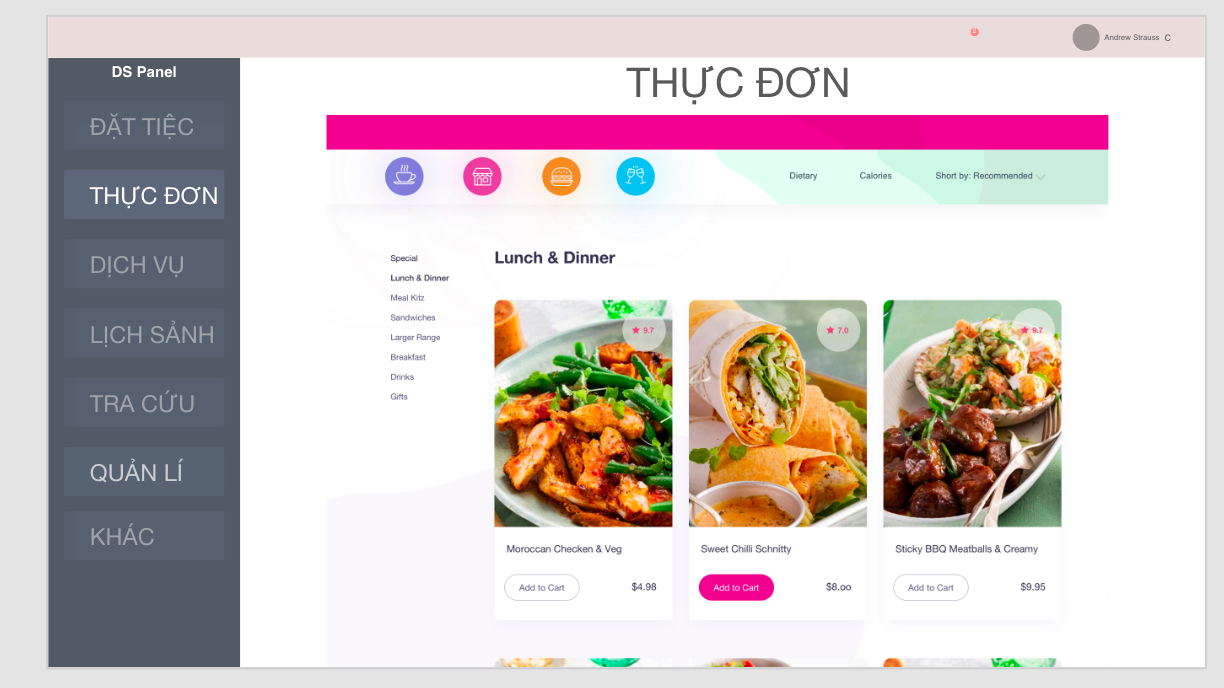 Andrew Strauss C
DS Panel
THỰC ĐƠN
ĐẶT TIỆC
THỰC ĐƠN
DỊCH VỤ
LỊCH SẢNH
TRA CỨU
QUẢN LÍ
KHÁC
Dietary
Calories
Short by: Recommended
Special
Lunch & Dinner
Meal Kitz
Sandwiches
Larger Range
Breakfast
Drinks
Gifts
Lunch & Dinner
9.7
7.0
9.7
Moroccan Checken & Veg
Sweet Chilli Schnitty
Sticky BBQ Meatballs & Creamy
Add to Cart
$4.98
Add to Cart
$8.oo
Add to Cart
$9.95